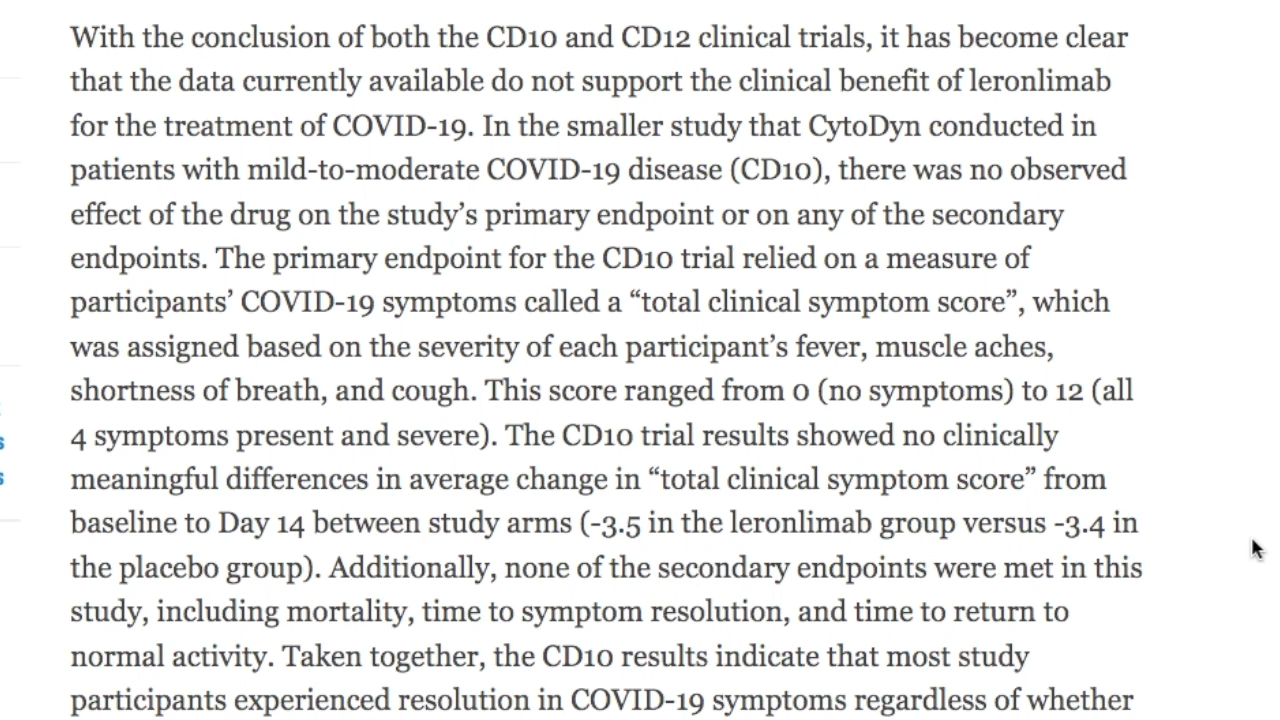 With the conclusion of both the CD10 and CD12 clinical trials, it has become clear
that the data currently available do not support the clinical benefit of leronlimab
for the treatment of COVID-19. In the smaller study that CytoDyn conducted in
patients with mild-to-moderate COVID-19 disease (CD10), there was no observed
effect of the drug on the study’s primary endpoint or on any of the secondary
endpoints. The primary endpoint for the CD10 trial relied on a measure of
participants’ COVID-19 symptoms called a “total clinical symptom score”, which
was assigned based on the severity of each participant’s fever, muscle aches,
shortness of breath, and cough. This score ranged from 0 (no symptoms) to 12 (all
4 symptoms present and severe). The CD10 trial results showed no clinically
meaningful differences in average change in “total clinical symptom score” from
baseline to Day 14 between study arms (-3.5 in the leronlimab group versus -3.4 in
the placebo group). Additionally, none of the secondary endpoints were met in this
study, including mortality, time to symptom resolution, and time to return to
normal activity. Taken together, the CD10 results indicate that most study
participants experienced resolution in COVID-19 symptoms regardless of whether